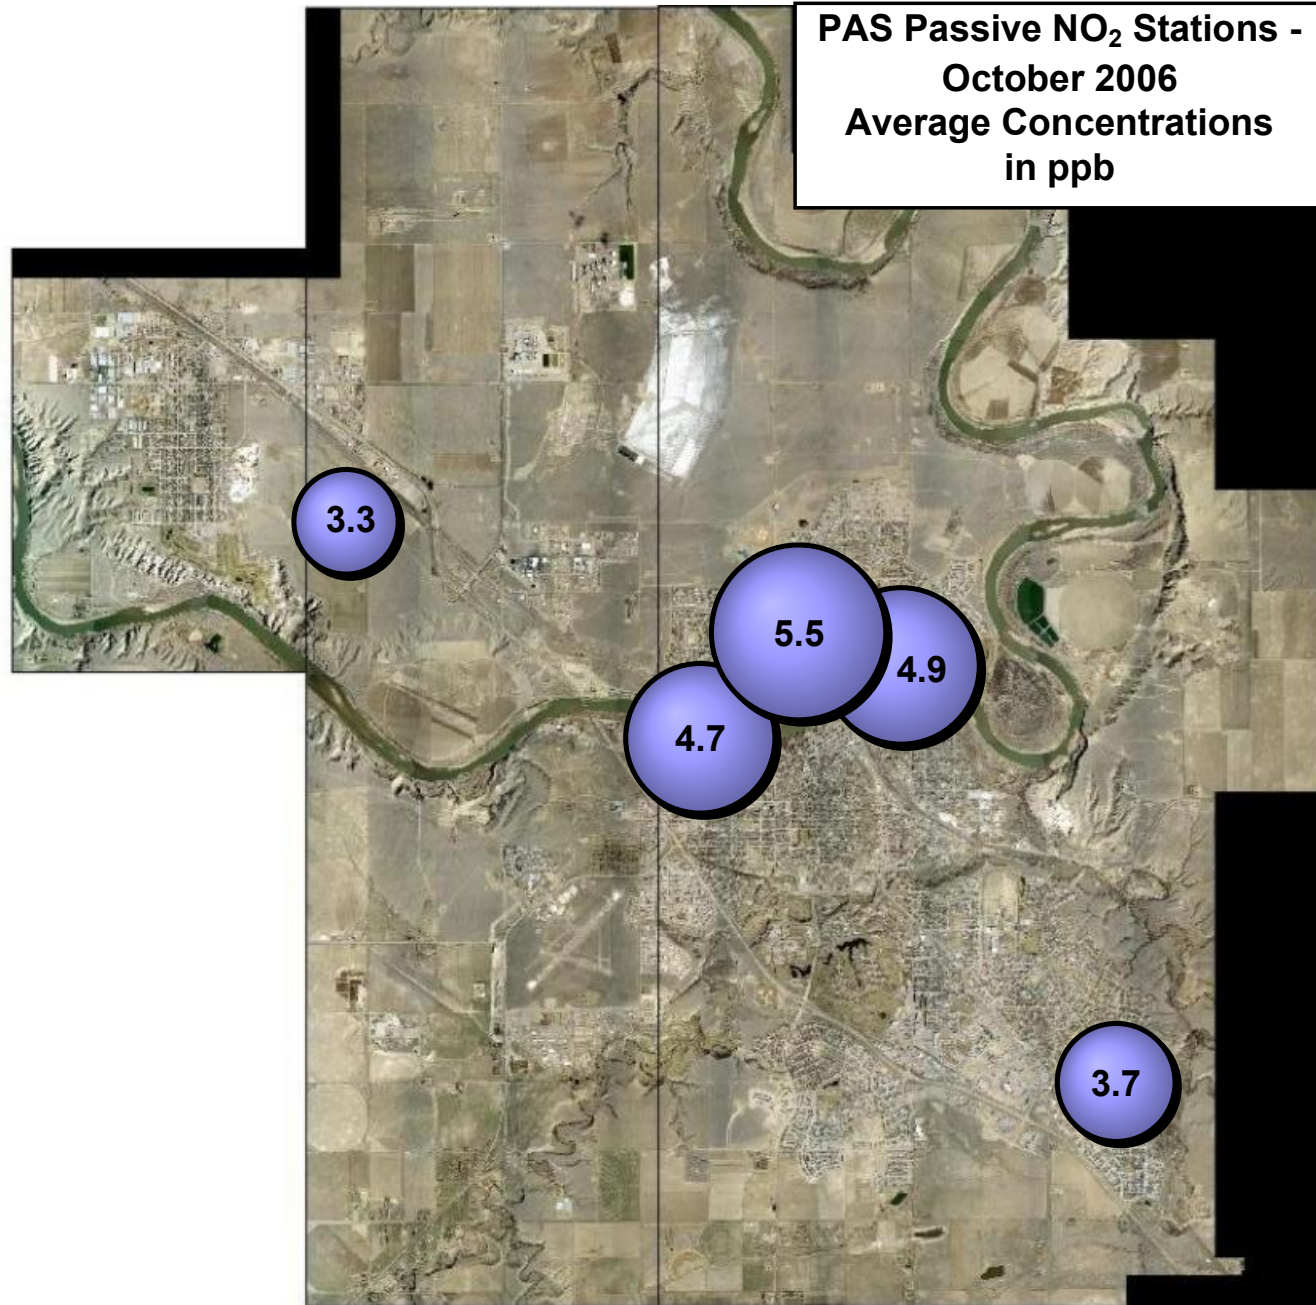 PAS Passive NO₂ Stations -
October 2006
Average Concentrations
in ppb
3.3
5.5
4.9
4.7
3.7